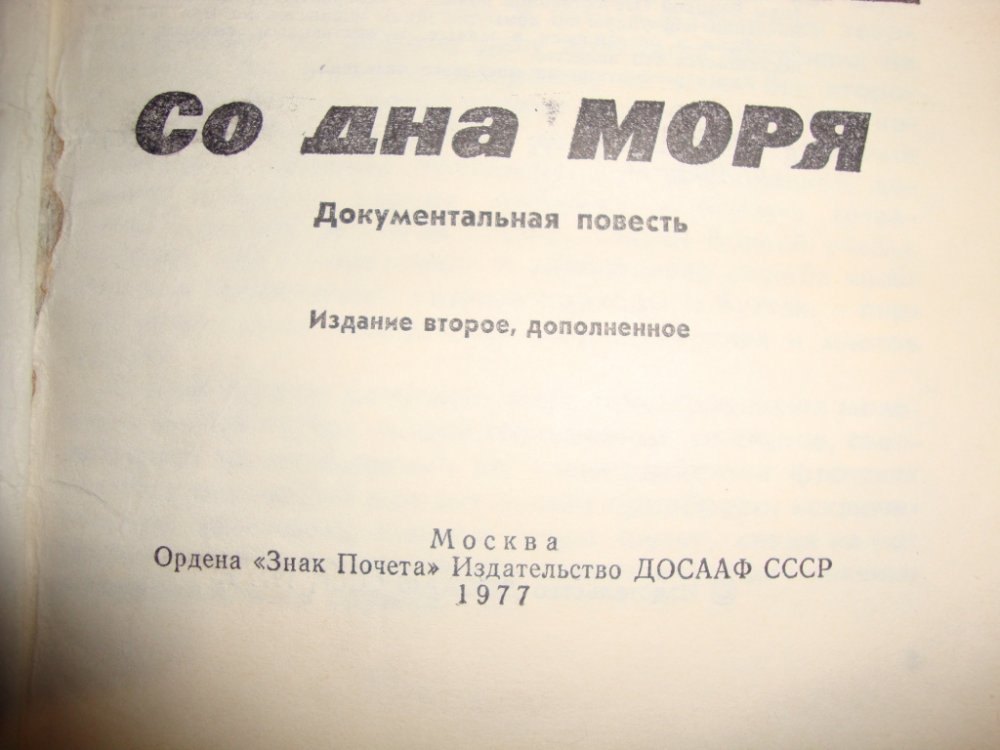 Со дна МОРЯ
Документальная повесть
Издание второе, дополненное
Москва
Ордена «Знак Почета» Издательство ДОСААФ СССР
1977